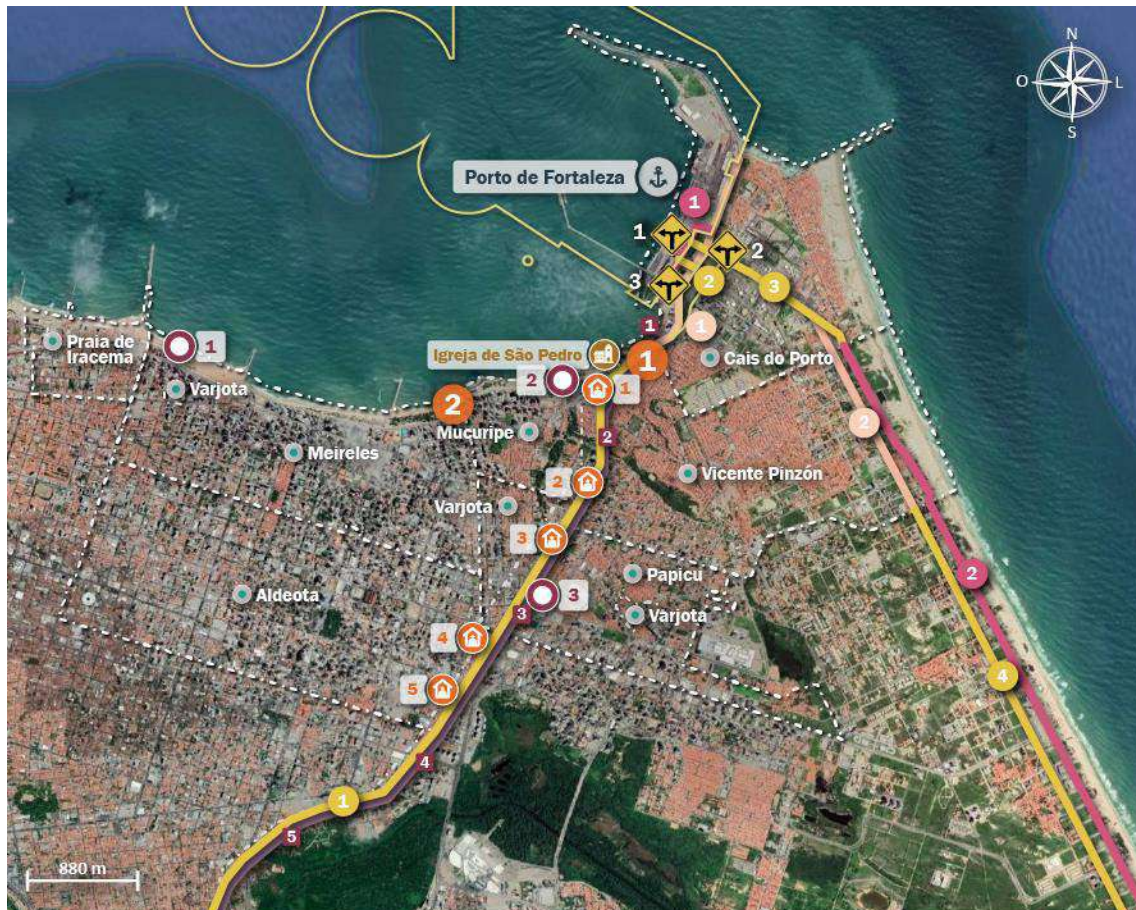 N
O
L
S
Porto de Fortaleza
1
1
2
3
2
3
1
1
Igreja de São Pedro
1
Cais do Porto
Praia de
Iracema
1
Varjota
2
1
2
Mucuripe
2
2
Meireles
Vicente Pinzón
2
Varjota
3
Papicu
2
Aldeota
3
3
Varjota
4
4
5
4
1
5
880 m